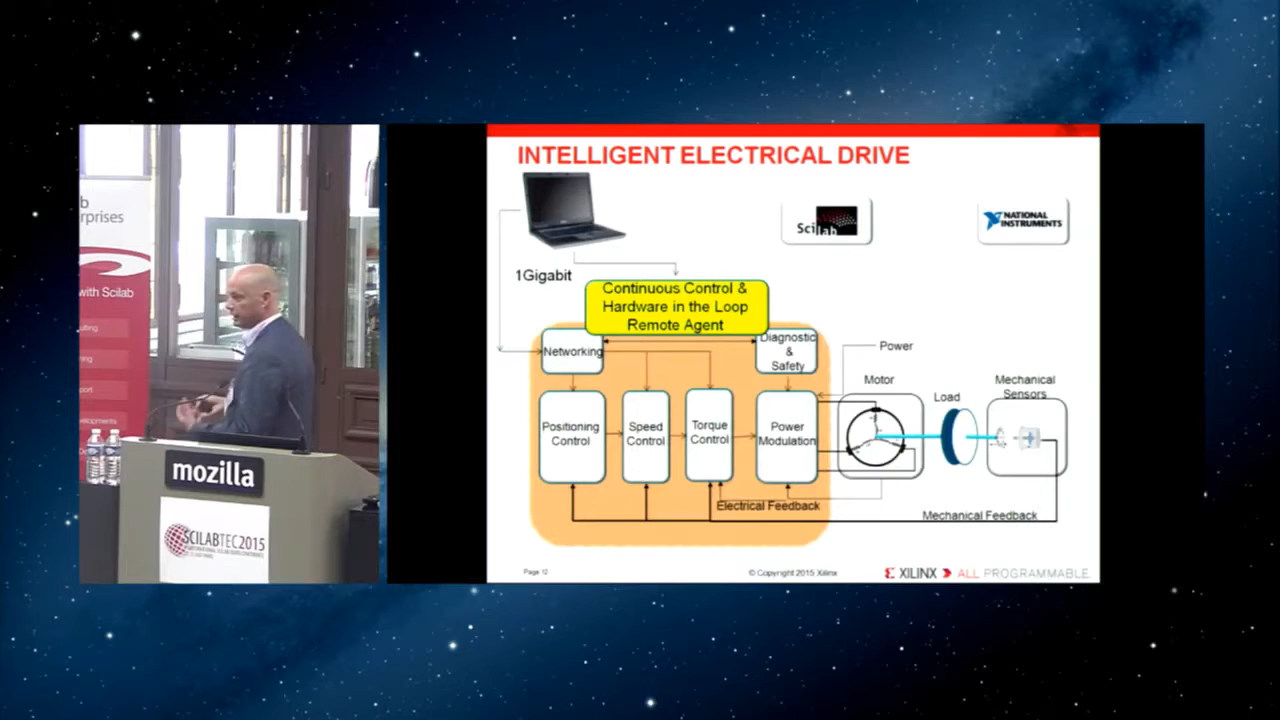 INTELLIGENT ELECTRICAL DRIVE
Scilab
NATIONAL
INSTRUMENTS
1Gigabit
Continuous Control &
Hardware in the Loop
Remote Agent
Networking
Diagnostic
&
Safety
Power
Motor
Load
Mechanical
Sensors
Positioning
Control
Speed
Control
Torque
Control
Power
Modulation
Electrical Feedback
Mechanical Feedback
Page 12
© Copyright 2015 Xilinx
XILINX
ALL PROGRAMMABLE
b
rprises
with Scilab
mozilla
SCILABTEC2015